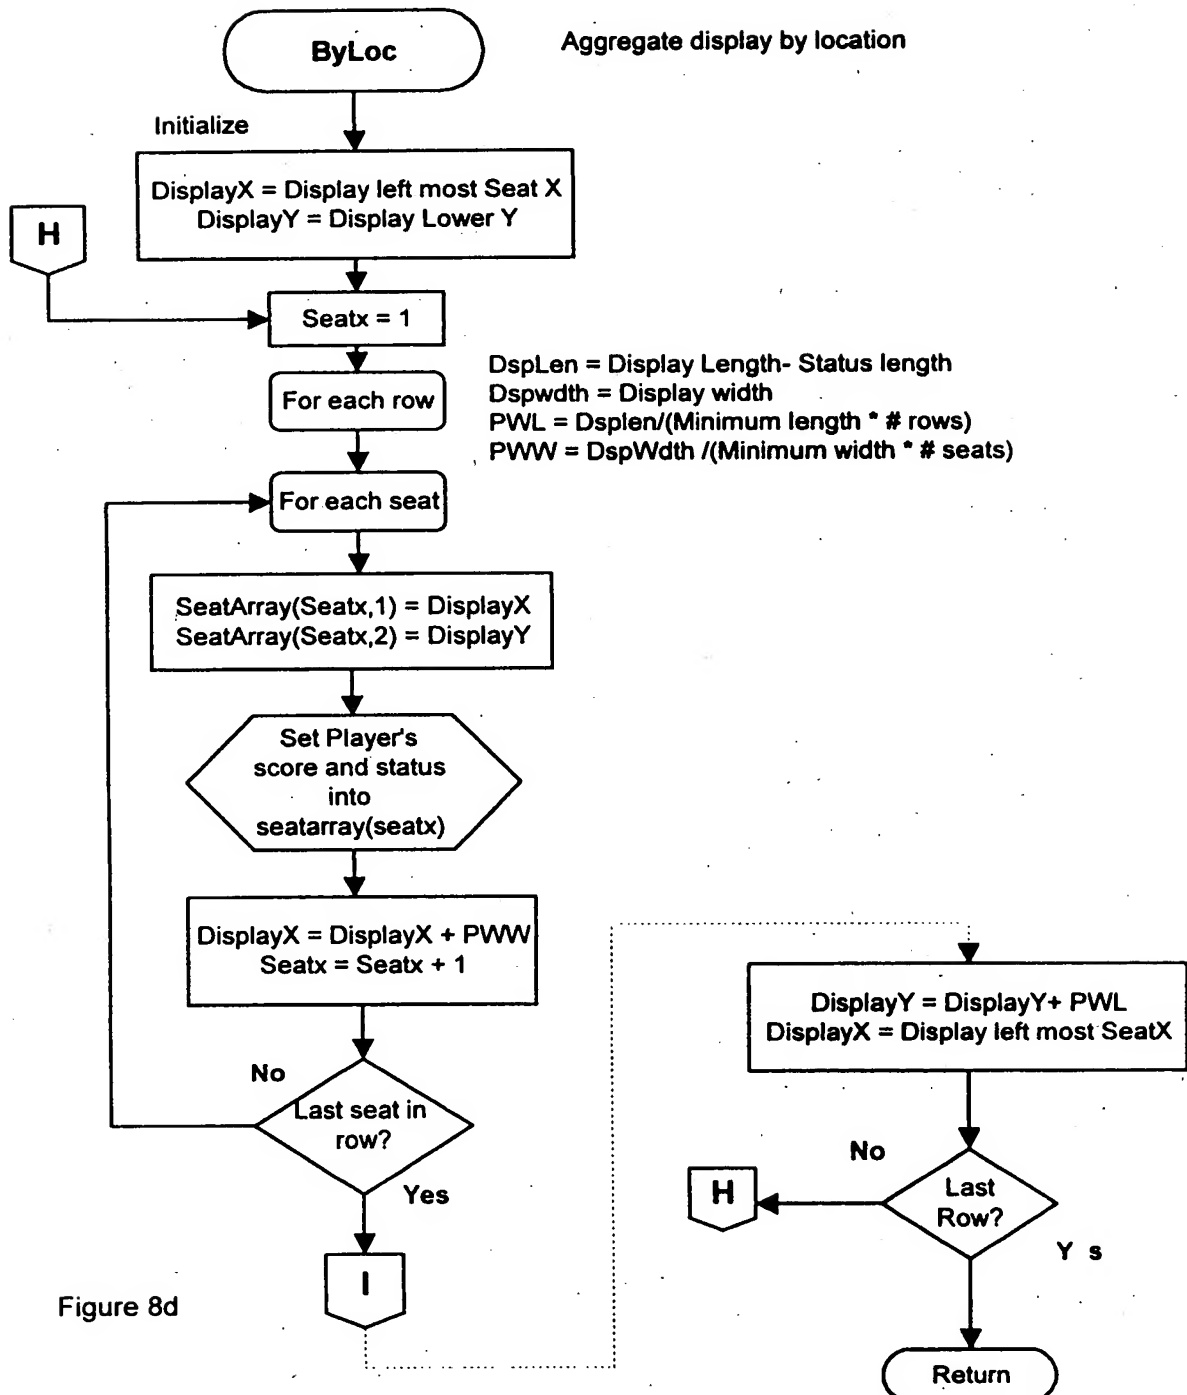 ByLoc
Aggregate display by location
Initialize
DisplayX = Display left most Seat X
DisplayY = Display Lower Y
H
Seatx = 1
For each row
DspLen = Display Length- Status length
Dspwdth = Display width
PWL = Dsplen/(Minimum length * # rows)
PWW = DspWdth /(Minimum width * # seats)
For each seat
SeatArray(Seatx,1) = DisplayX
SeatArray(Seatx,2) = DisplayY
Set Player's
score and status
into
seatarray(seatx)
DisplayX = DisplayX + PWW
Seatx = Seatx + 1
No
Last seat in
row?
Yes
I
DisplayY = DisplayY+ PWL
DisplayX = Display left most SeatX
No
H
Last
Row?
Y s
Return
Figure 8d